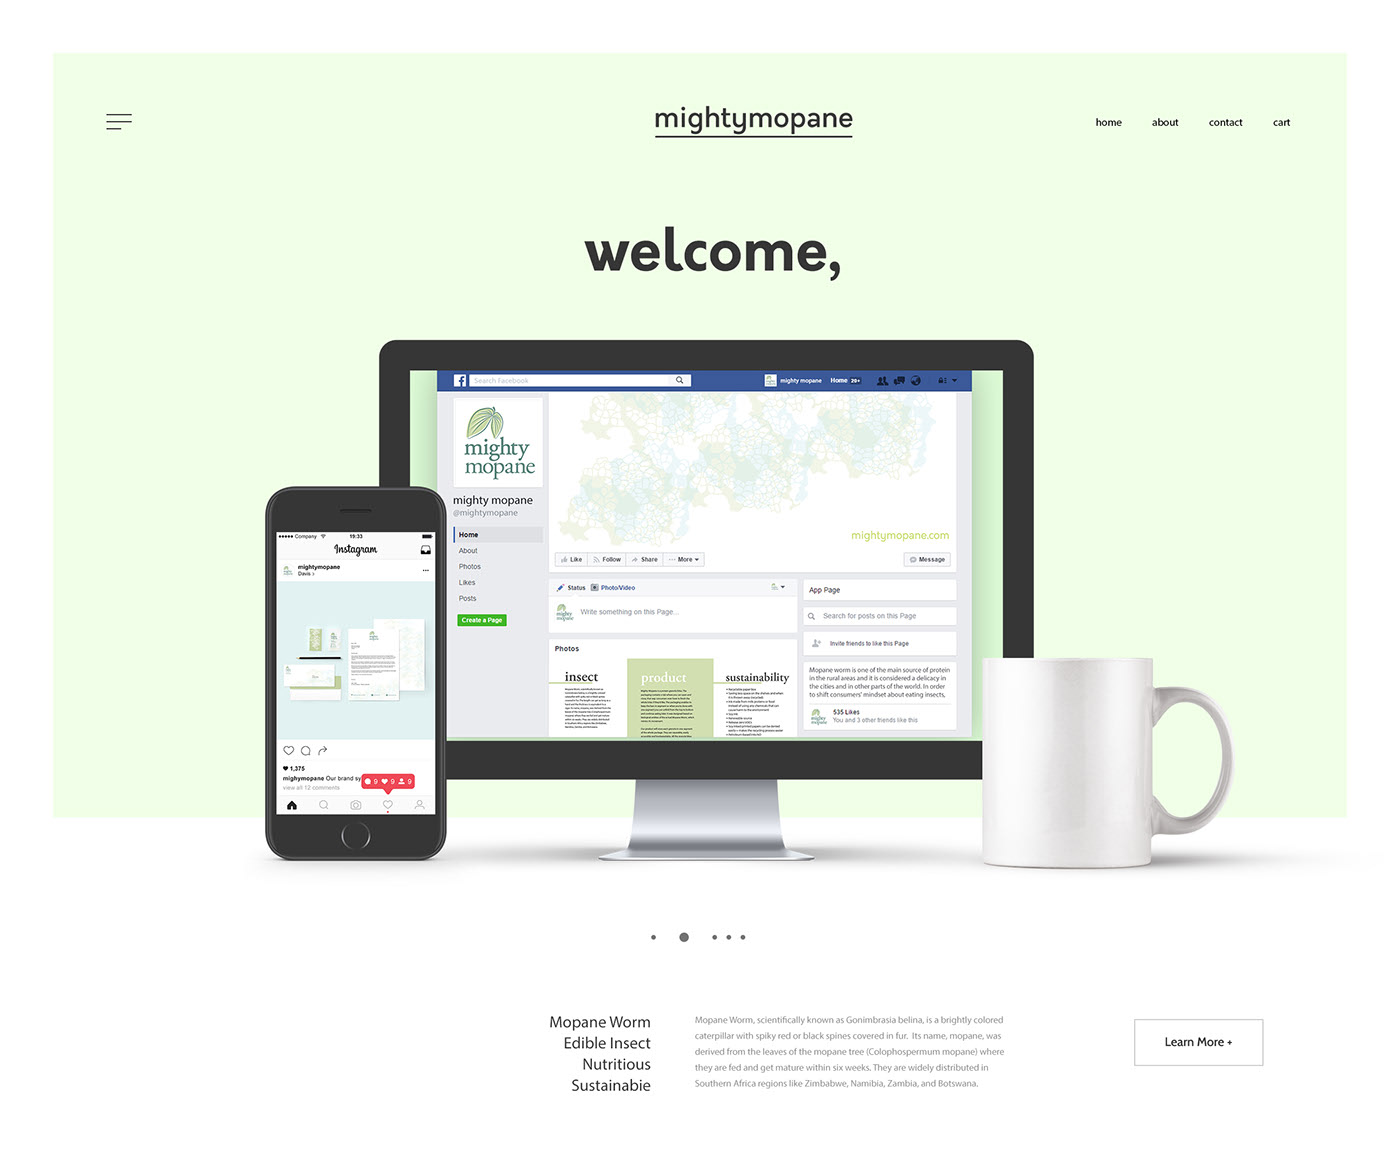 mightymopane
home about contact cart
welcome,
Search Facebook
mighty mopane Home 20+
mighty
mopane
mighty mopane
@mightymopane
Home
About
Photos
Likes
Posts
Create a Page
mightymopane.com
Like Follow Share More
Message
Status Photo/Video
mighty
mopane
Write something on this Page...
Photos
insect
product
sustainability
App Page
Search for posts on this Page
Invite friends to like this Page
Mopane worm is one of the main source of protein
in the rural areas and it is considered a delicacy in
the cities and in other parts of the world. In order
to shift consumers' mindset about eating insects,
535 Likes
You and 3 other friends like this
Company 19:33
Instagram
mightymopane
Davis >
1,375
mighymopane Our brand sy
view all 12 comments
9 9 9
Mopane Worm
Edible Insect
Nutritious
Sustainabie
Mopane Worm, scientifically known as Gonimbrasia belina, is a brightly colored
caterpillar with spiky red or black spines covered in fur. Its name, mopane, was
derived from the leaves of the mopane tree (Colophospermum mopane) where
they are fed and get mature within six weeks. They are widely distributed in
Southern Africa regions like Zimbabwe, Namibia, Zambia, and Botswana.
Learn More +